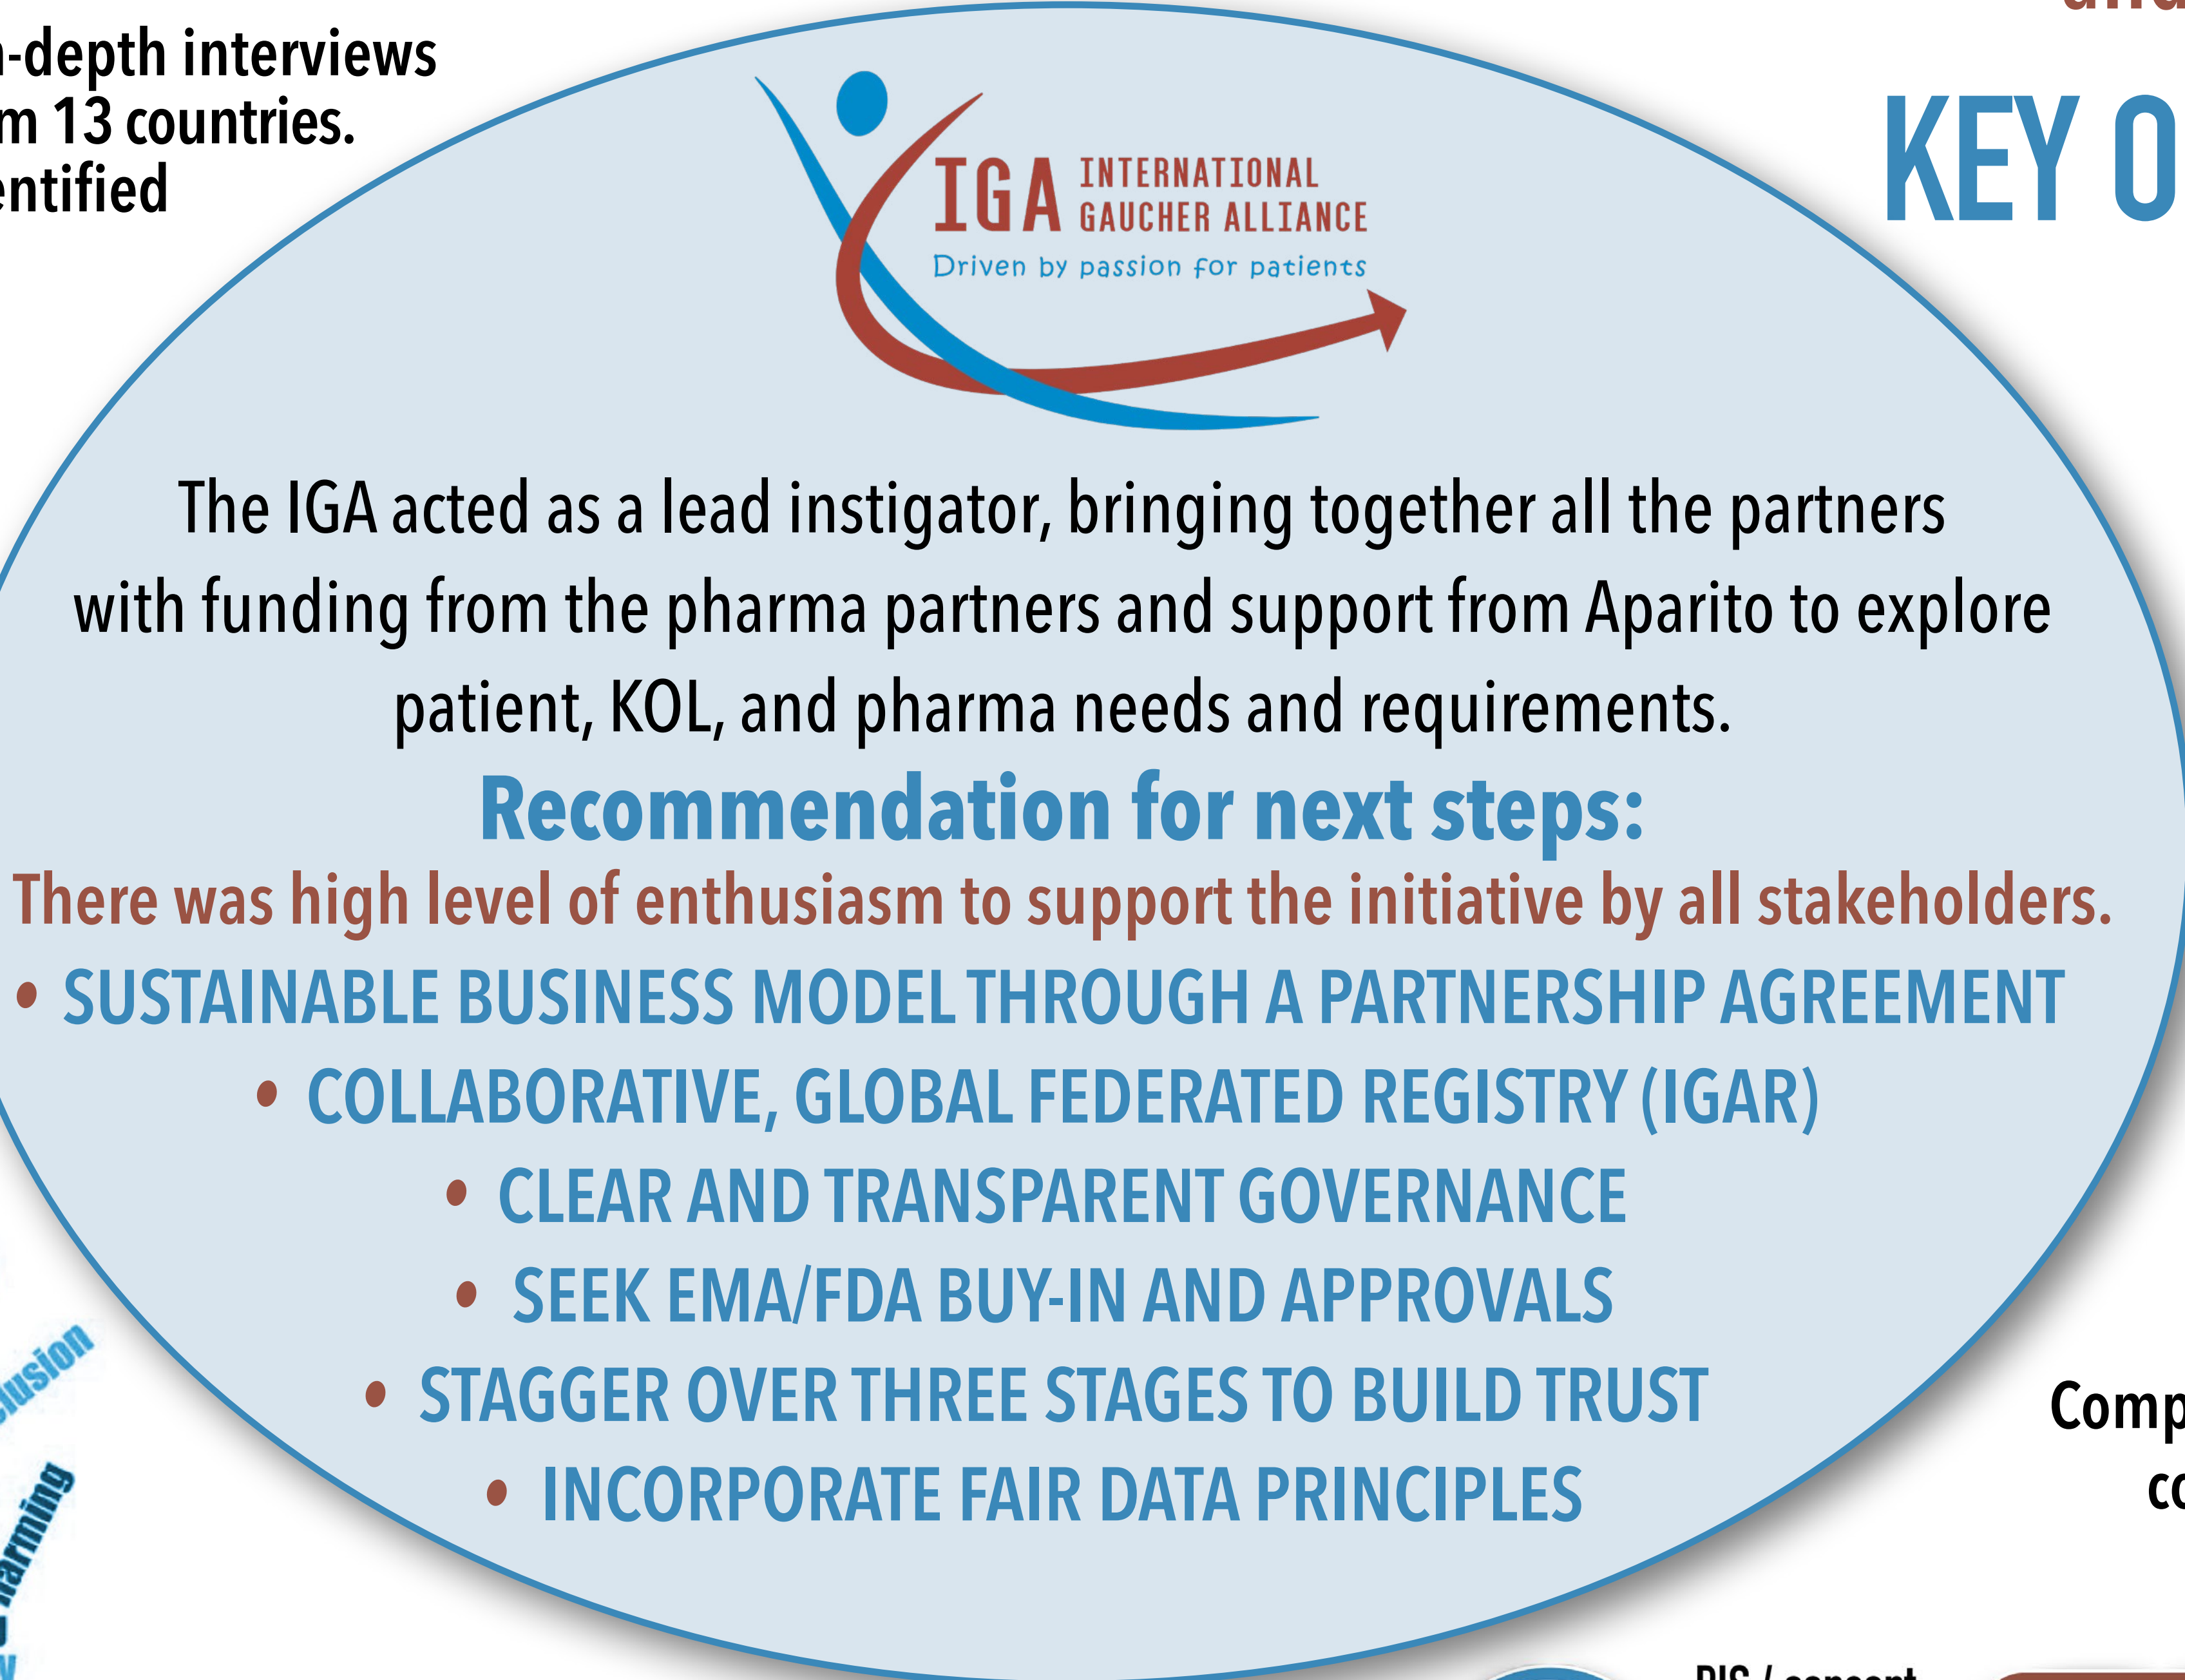 -depth interviews
13 countries.
KEY
IGA INTERNATIONAL
GAUCHER ALLIANCE
Driven by passion for patients
The IGA acted as a lead instigator, bringing together all the partners
with funding from the pharma partners and support from Aparito to explore
patient, KOL, and pharma needs and requirements.
Recommendation for next steps:
There was high level of enthusiasm to support the initiative by all stakeholders.
• SUSTAINABLE BUSINESS MODEL THROUGH A PARTNERSHIP AGREEMENT
• COLLABORATIVE, GLOBAL FEDERATED REGISTRY (IGAR)
• CLEAR AND TRANSPARENT GOVERNANCE
• SEEK EMA/FDA BUY-IN AND APPROVALS
• STAGGER OVER THREE STAGES TO BUILD TRUST
• INCORPORATE FAIR DATA PRINCIPLES